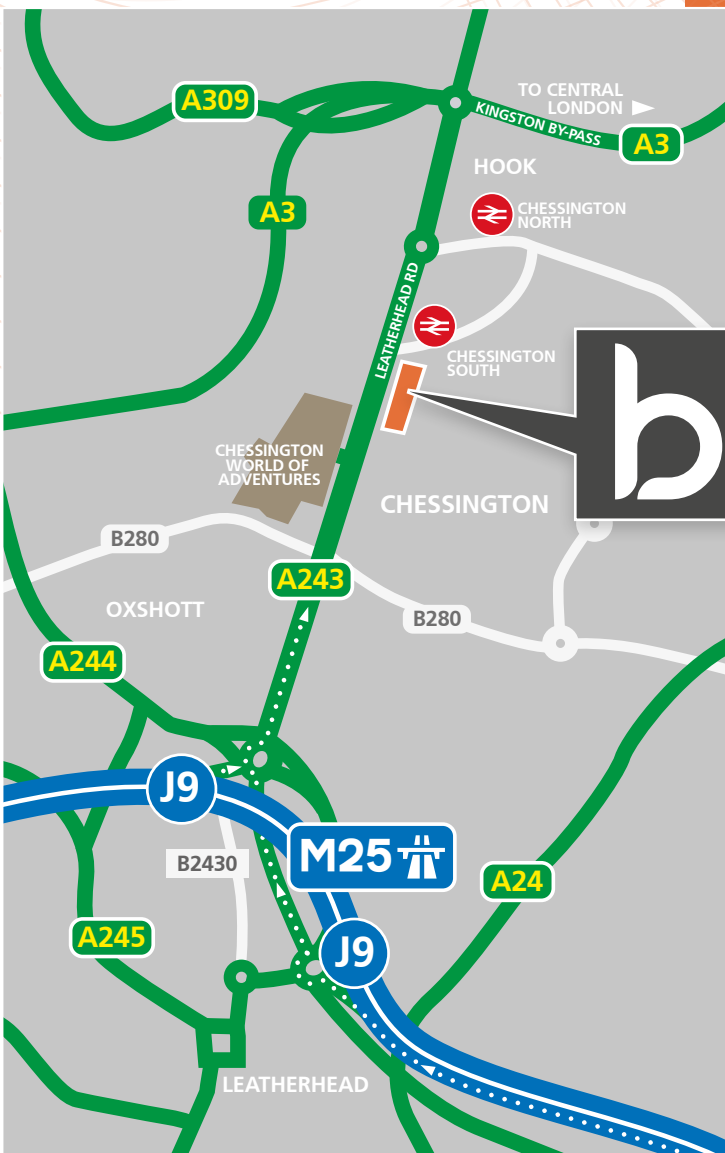 A309
TO CENTRAL
LONDON
KINGSTON BY-PASS
A3
HOOK
A3
CHESSINGTON
NORTH
LEATHERHEAD RD
CHESSINGTON
SOUTH
b
CHESSINGTON
WORLD OF
ADVENTURES
CHESSINGTON
B280
A243
OXSHOTT
B280
A244
J9
M25
B2430
A24
A245
J9
LEATHERHEAD